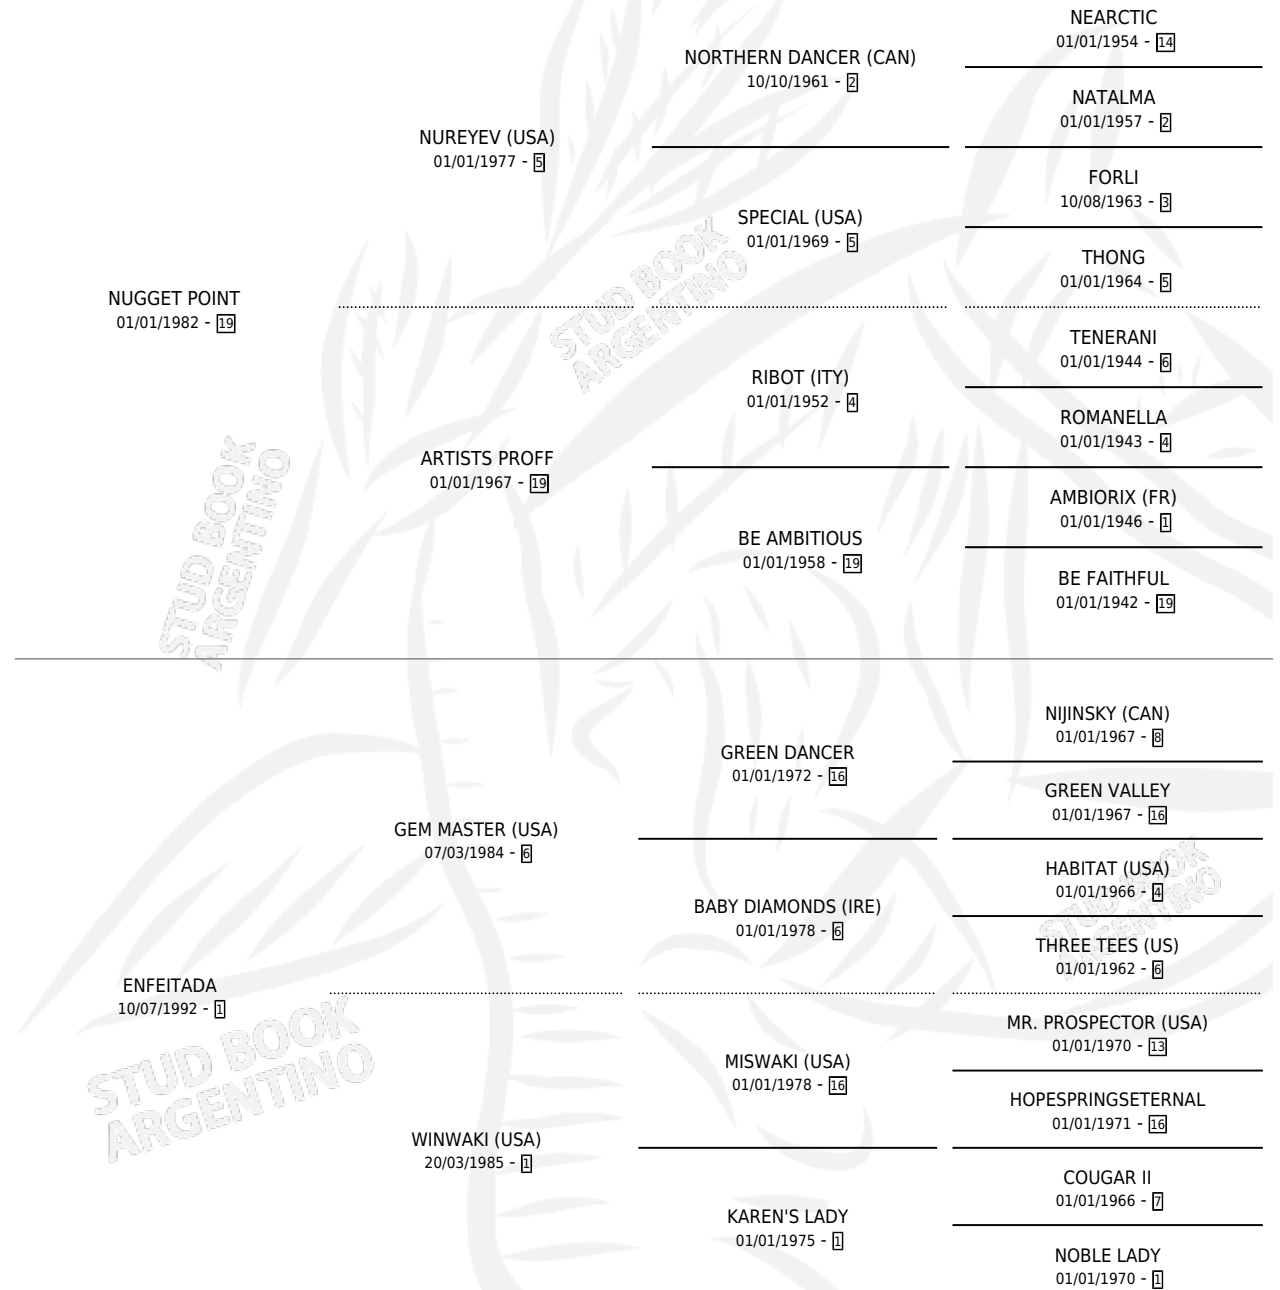 NUGGET POINT
01/01/1982 - 19
NUREYEV (USA)
01/01/1977 - 5
ARTISTS PROFF
01/01/1967 - 19
NORTHERN DANCER (CAN)
10/10/1961 - 2
SPECIAL (USA)
01/01/1969 - 5
RIBOT (ITY)
01/01/1952 - 4
BE AMBITIOUS
01/01/1958 - 19
NEARCTIC
01/01/1954 - 14
NATALMA
01/01/1957 - 2
FORLI
10/08/1963 - 3
THONG
01/01/1964 - 5
TENERANI
01/01/1944 - 6
ROMANELLA
01/01/1943 - 4
AMBIORIX (FR)
01/01/1946 - 1
BE FAITHFUL
01/01/1942 - 19
STUD BOOK
ARGENTINO
STUD BOOK
ARGENTINO
ENFEITADA
10/07/1992 - 1
GEM MASTER (USA)
07/03/1984 - 6
WINWAKI (USA)
20/03/1985 - 1
GREEN DANCER
01/01/1972 - 16
BABY DIAMONDS (IRE)
01/01/1978 - 6
MISWAKI (USA)
01/01/1978 - 16
KAREN'S LADY
01/01/1975 - 1
NIJINSKY (CAN)
01/01/1967 - 8
GREEN VALLEY
01/01/1967 - 16
HABITAT (USA)
01/01/1966 - 4
THREE TEES (US)
01/01/1962 - 6
MR. PROSPECTOR (USA)
01/01/1970 - 13
HOPESPRINGSETERNAL
01/01/1971 - 16
COUGAR II
01/01/1966 - 7
NOBLE LADY
01/01/1970 - 1
STUD BOOK
ARGENTINO
STUD BOOK
ARGENTINO